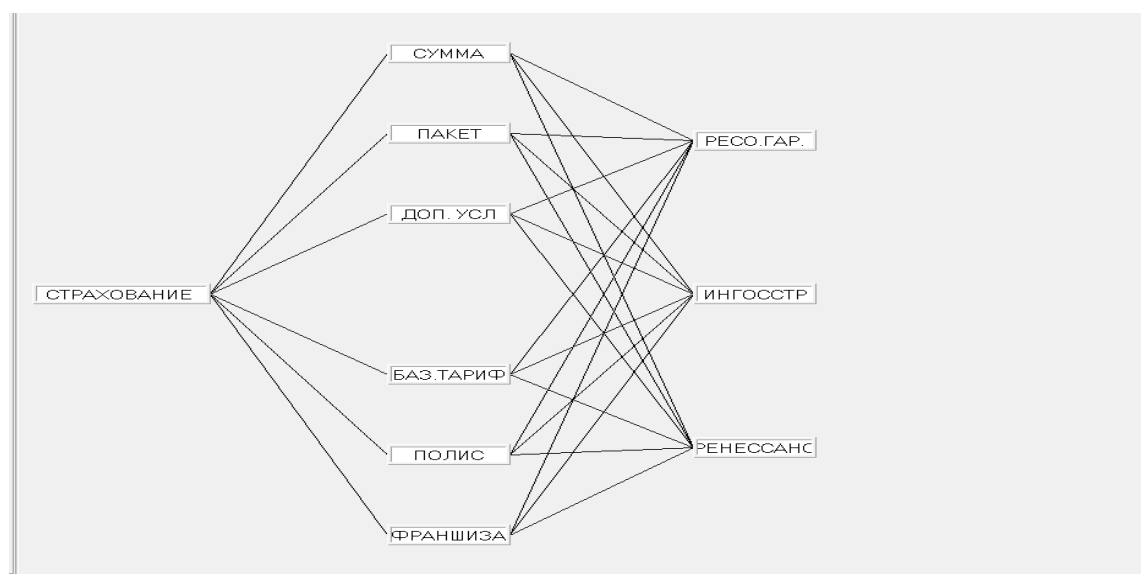 СУММА
ПАКЕТ
ДОП. УСЛ
СТРАХОВАНИЕ
БАЗ.ТАРИФ
ПОЛИС
ФРАНШИЗА
РЕСО.ГАР.
ИНГОССТР
РЕНЕССАНС